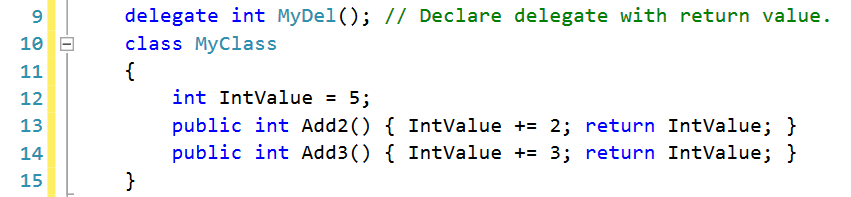 9 delegate int MyDel(); // Declare delegate with return value.
10 class MyClass
11 {
12 int IntValue = 5;
13 public int Add2() { IntValue += 2; return IntValue; }
14 public int Add3() { IntValue += 3; return IntValue; }
15 }